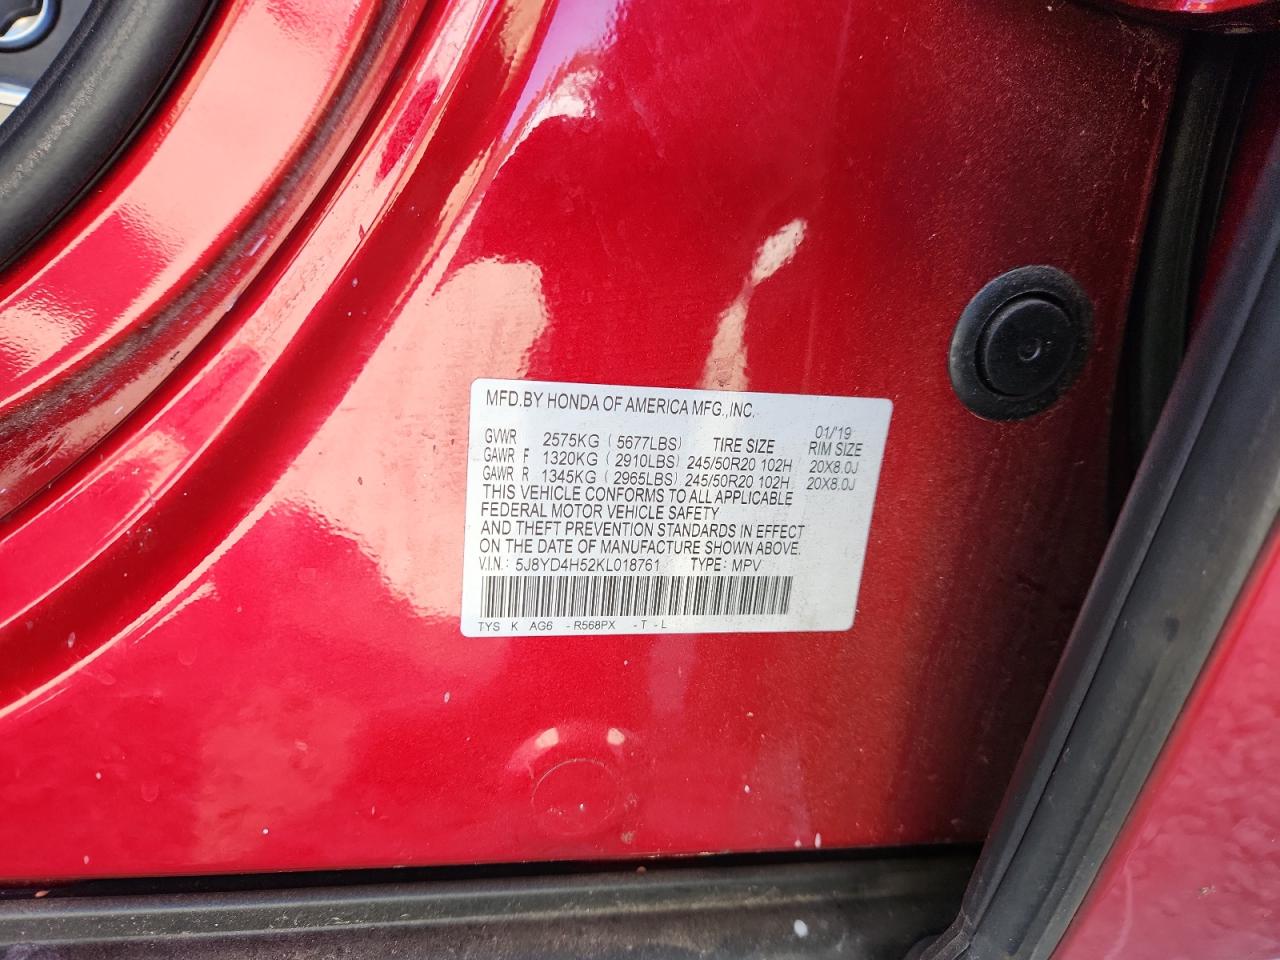 MFD.BY HONDA OF AMERICA MFG.,INC.
01/'19
GVWR 2575KG ( 5677LBS) TIRE SIZE RIM SIZE
GAWR F 1320KG ( 2910LBS) 245/50R20 102H 20X8.0J
GAWR R 1345KG ( 2965LBS) 245/50R20 102H 20X8.0J
THIS VEHICLE CONFORMS TO ALL APPLICABLE
FEDERAL MOTOR VEHICLE SAFETY
AND THEFT PREVENTION STANDARDS IN EFFECT
ON THE DATE OF MANUFACTURE SHOWN ABOVE.
V.I.N.: 5J8YD4H52KL018761 TYPE: MPV
TYS K AG6 -R568PX -T -L